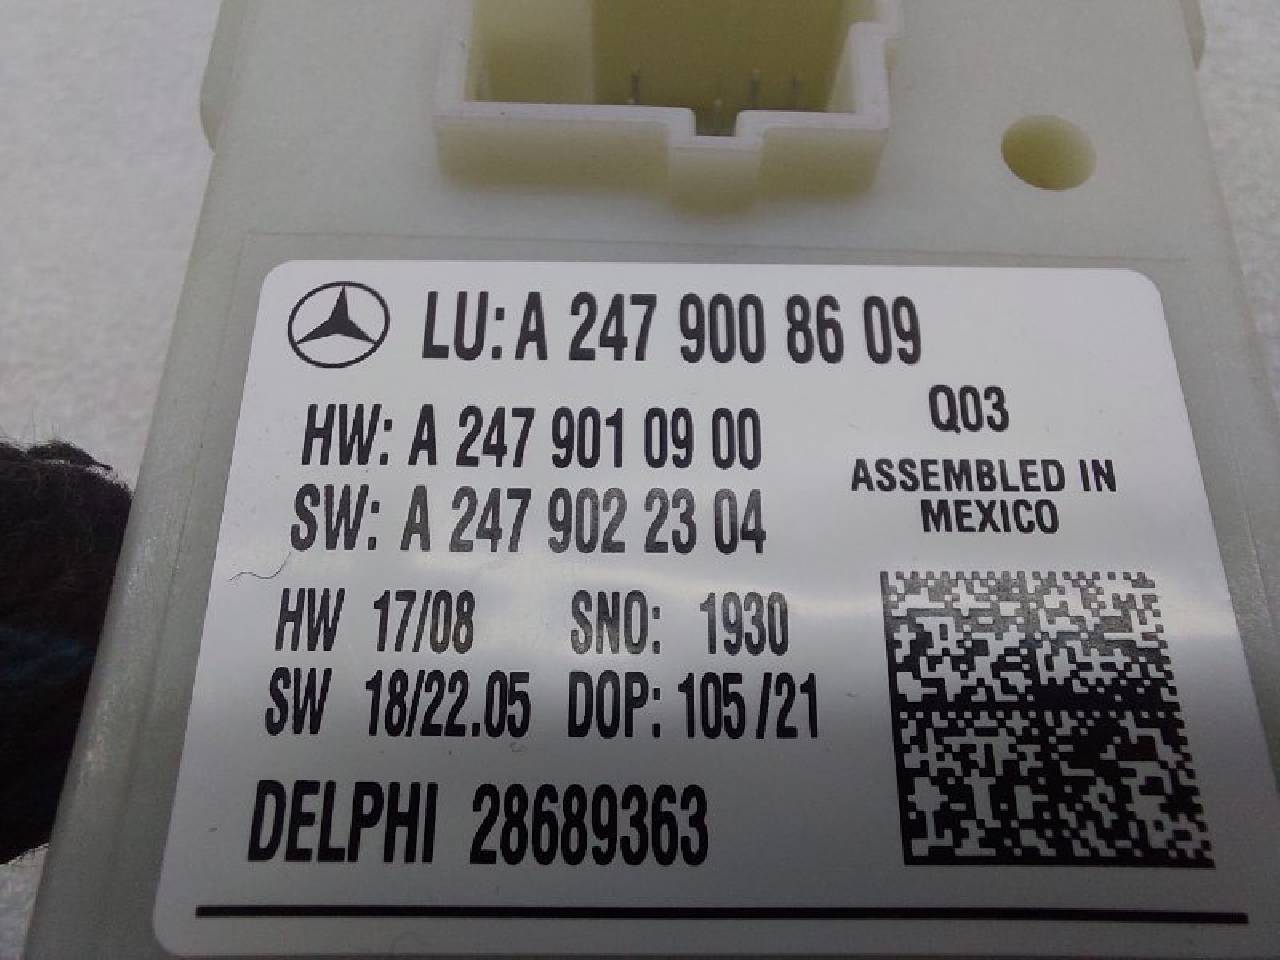 LU: A 247 900 86 09
Q03
HW: A 247 901 09 00
ASSEMBLED IN
MEXICO
SW: A 247 902 23 04
HW 17/08 SNO: 1930
SW 18/22.05 DOP: 105/21
DELPHI 28689363